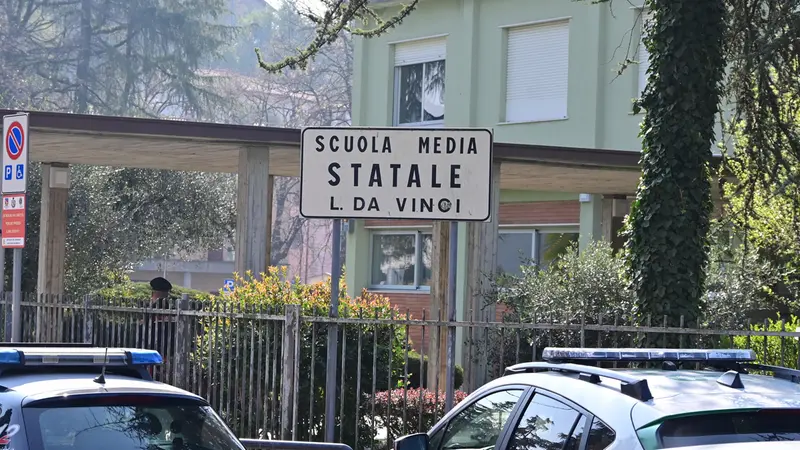 SCUOLA MEDIA
STATALE
L. DA VINCI
P